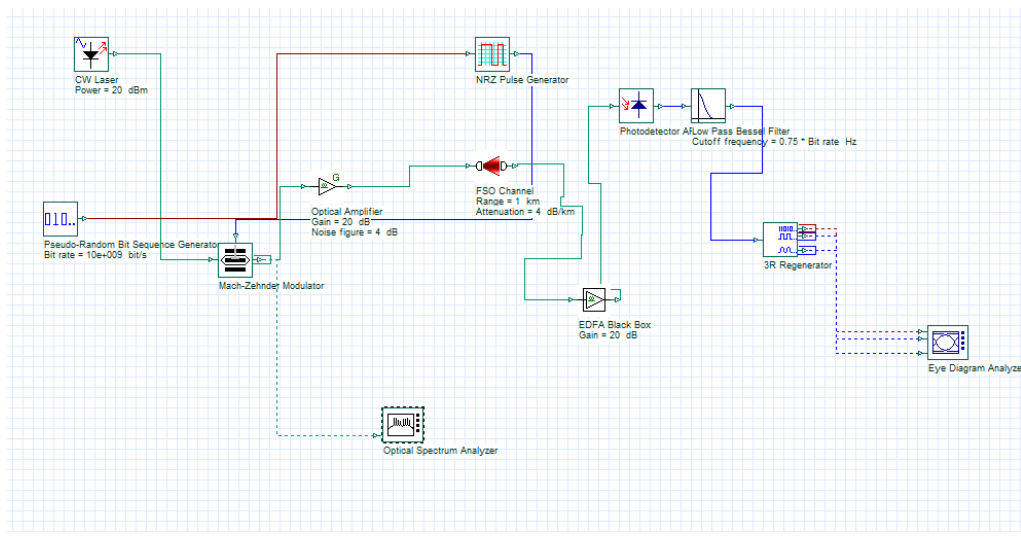 CW Laser
Power = 20 dBm
NRZ Pulse Generator
Photodetector AP
Low Pass Bessel Filter
Cutoff frequency = 0.75 * Bit rate Hz
G
FSO Channel
Range = 1 km
Attenuation = 4 dB/km
Optical Amplifier
Gain = 20 dB
Noise figure = 4 dB
010..
Pseudo-Random Bit Sequence Generator
Bit rate = 10e+009 bit/s
3R Regenerator
Mach-Zehnder Modulator
EDFA Black Box
Gain = 20 dB
Eye Diagram Analyze
Optical Spectrum Analyzer